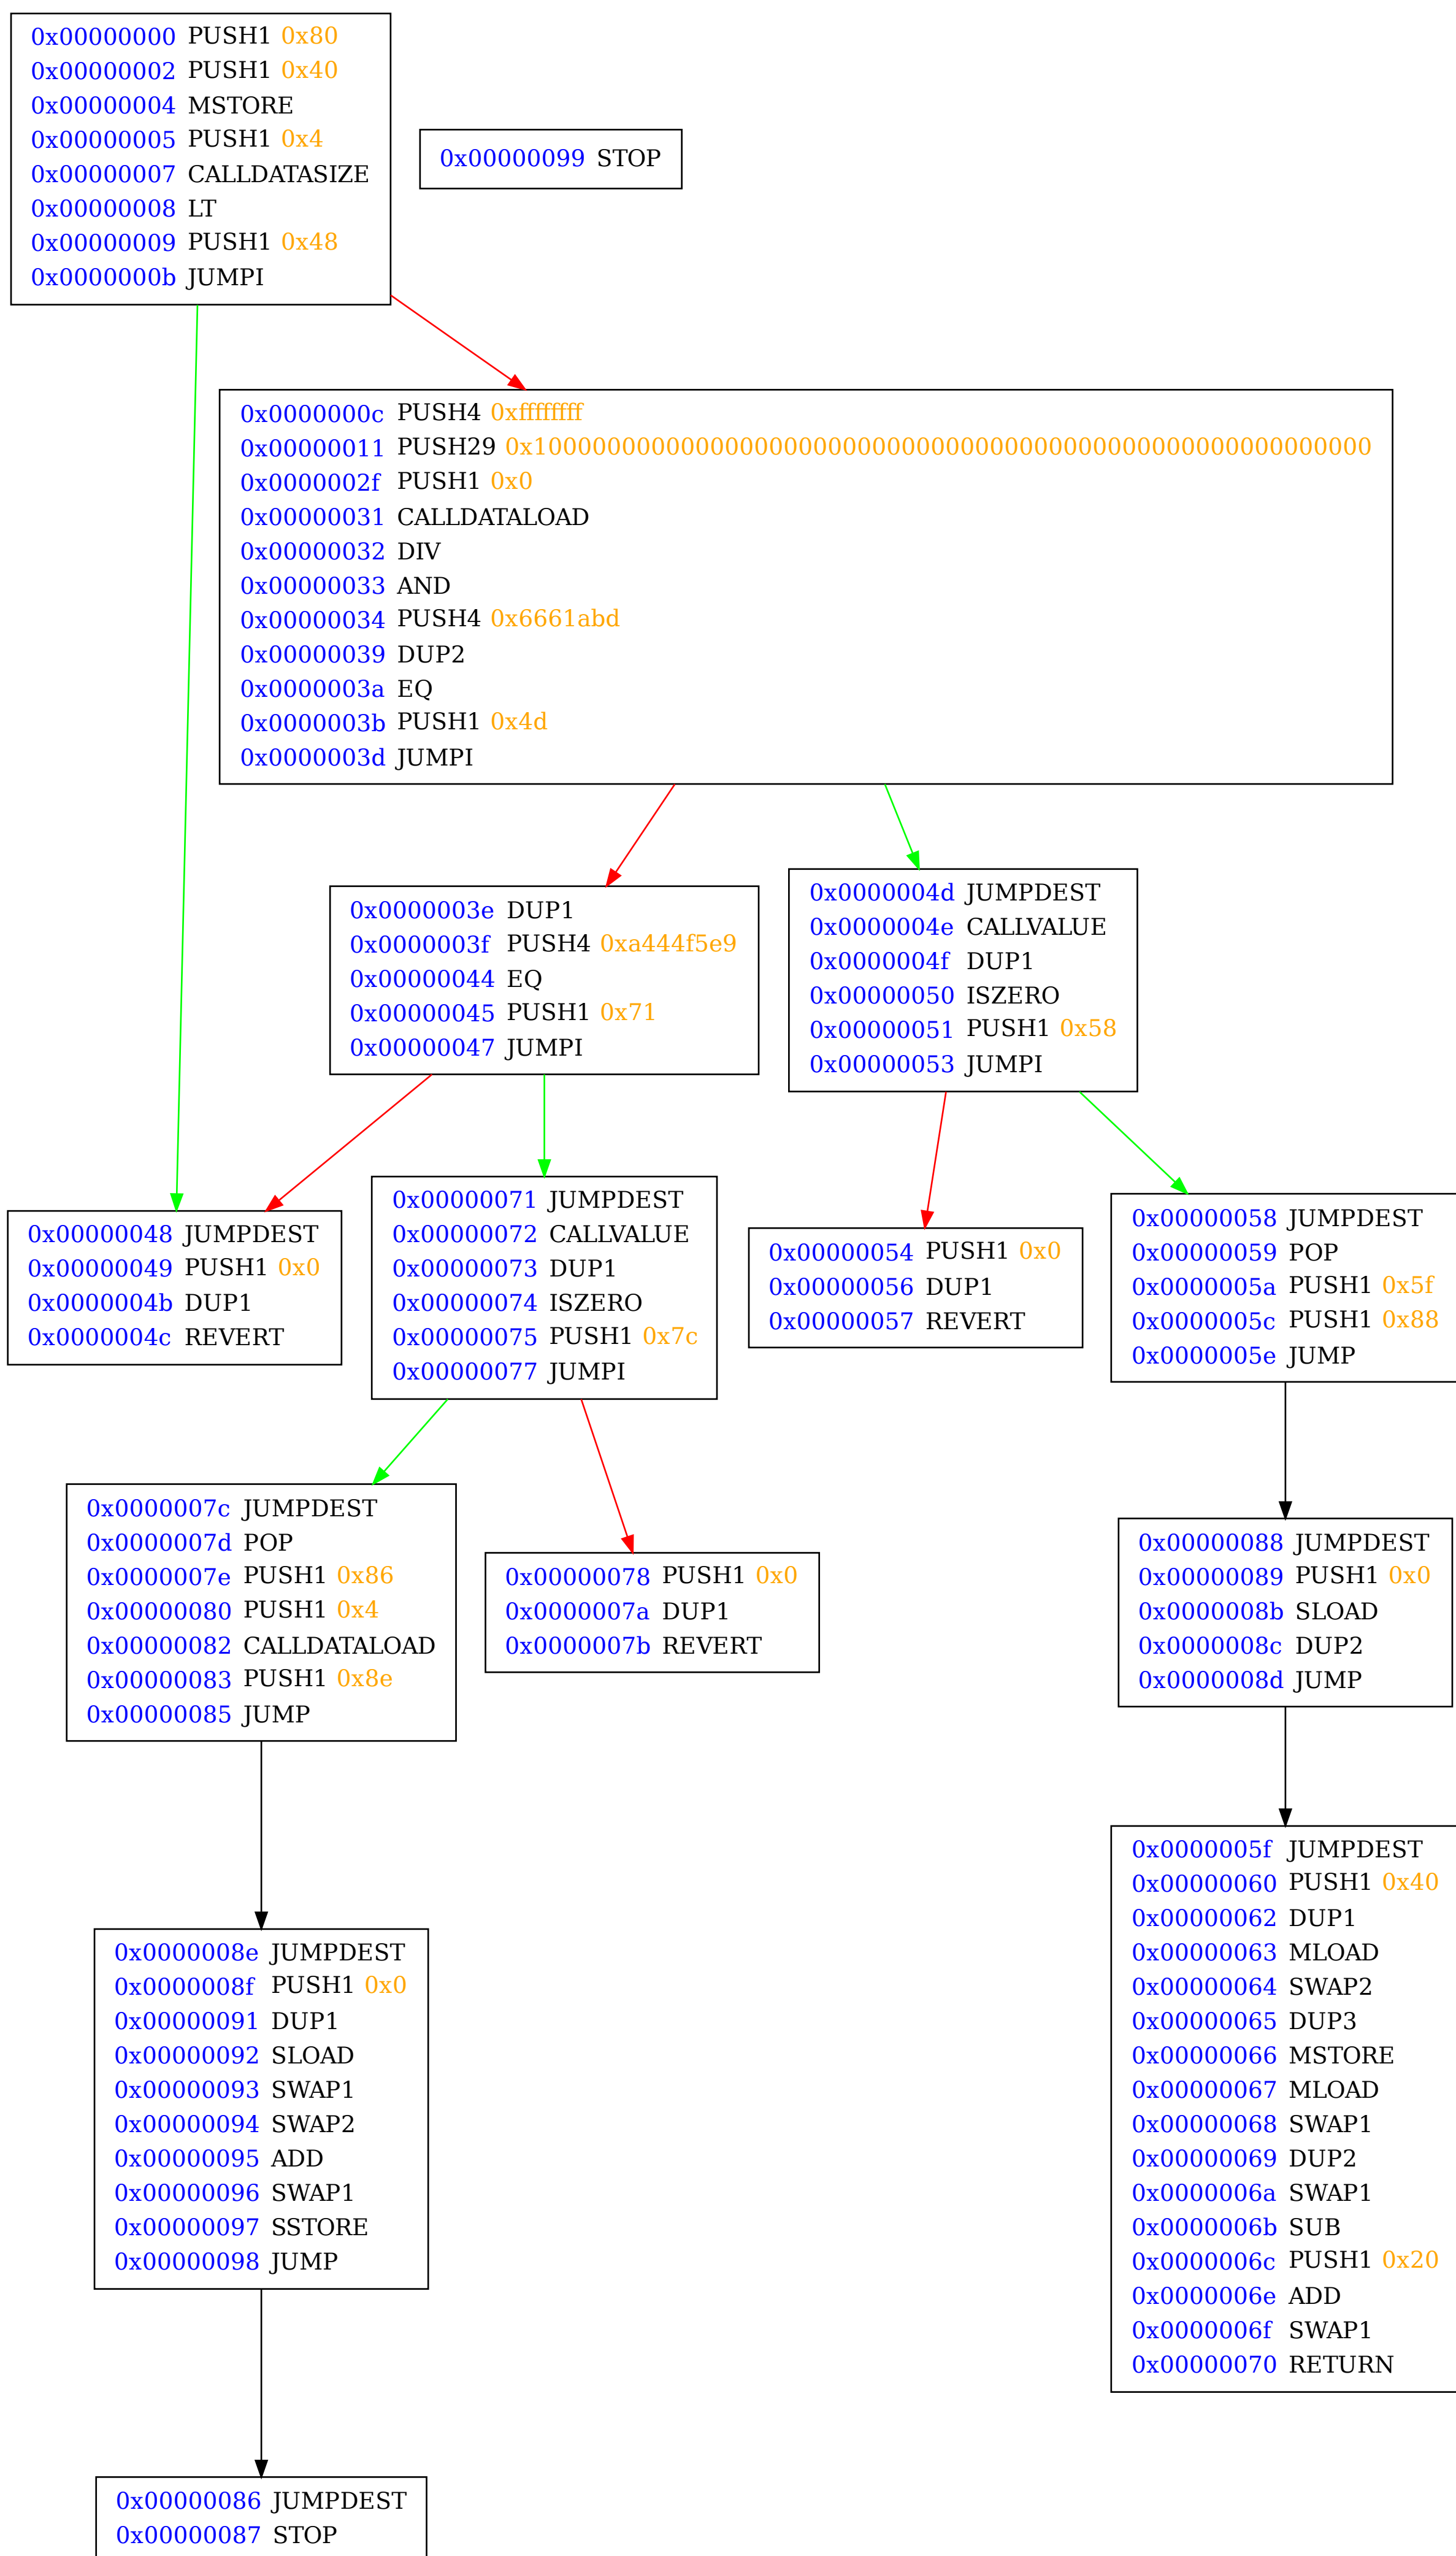 0x00000000 PUSH1 0x80
0x00000002 PUSH1 0x40
0x00000004 MSTORE
0x00000005 PUSH1 0x4
0x00000007 CALLDATASIZE
0x00000008 LT
0x00000009 PUSH1 0x48
0x0000000b JUMPI
0x00000099 STOP
0x0000000c PUSH4 0xffffffff
0x00000011 PUSH29 0x100000000000000000000000000000000000000000000000000000000
0x0000002f PUSH1 0x0
0x00000031 CALLDATALOAD
0x00000032 DIV
0x00000033 AND
0x00000034 PUSH4 0x6661abd
0x00000039 DUP2
0x0000003a EQ
0x0000003b PUSH1 0x4d
0x0000003d JUMPI
0x0000003e DUP1
0x0000003f PUSH4 0xa444f5e9
0x00000044 EQ
0x00000045 PUSH1 0x71
0x00000047 JUMPI
0x0000004d JUMPDEST
0x0000004e CALLVALUE
0x0000004f DUP1
0x00000050 ISZERO
0x00000051 PUSH1 0x58
0x00000053 JUMPI
0x00000048 JUMPDEST
0x00000049 PUSH1 0x0
0x0000004b DUP1
0x0000004c REVERT
0x00000071 JUMPDEST
0x00000072 CALLVALUE
0x00000073 DUP1
0x00000074 ISZERO
0x00000075 PUSH1 0x7c
0x00000077 JUMPI
0x00000054 PUSH1 0x0
0x00000056 DUP1
0x00000057 REVERT
0x00000058 JUMPDEST
0x00000059 POP
0x0000005a PUSH1 0x5f
0x0000005c PUSH1 0x88
0x0000005e JUMP
0x0000007c JUMPDEST
0x0000007d POP
0x0000007e PUSH1 0x86
0x00000080 PUSH1 0x4
0x00000082 CALLDATALOAD
0x00000083 PUSH1 0x8e
0x00000085 JUMP
0x00000078 PUSH1 0x0
0x0000007a DUP1
0x0000007b REVERT
0x00000088 JUMPDEST
0x00000089 PUSH1 0x0
0x0000008b SLOAD
0x0000008c DUP2
0x0000008d JUMP
0x0000008e JUMPDEST
0x0000008f PUSH1 0x0
0x00000091 DUP1
0x00000092 SLOAD
0x00000093 SWAP1
0x00000094 SWAP2
0x00000095 ADD
0x00000096 SWAP1
0x00000097 SSTORE
0x00000098 JUMP
0x0000005f JUMPDEST
0x00000060 PUSH1 0x40
0x00000062 DUP1
0x00000063 MLOAD
0x00000064 SWAP2
0x00000065 DUP3
0x00000066 MSTORE
0x00000067 MLOAD
0x00000068 SWAP1
0x00000069 DUP2
0x0000006a SWAP1
0x0000006b SUB
0x0000006c PUSH1 0x20
0x0000006e ADD
0x0000006f SWAP1
0x00000070 RETURN
0x00000086 JUMPDEST
0x00000087 STOP